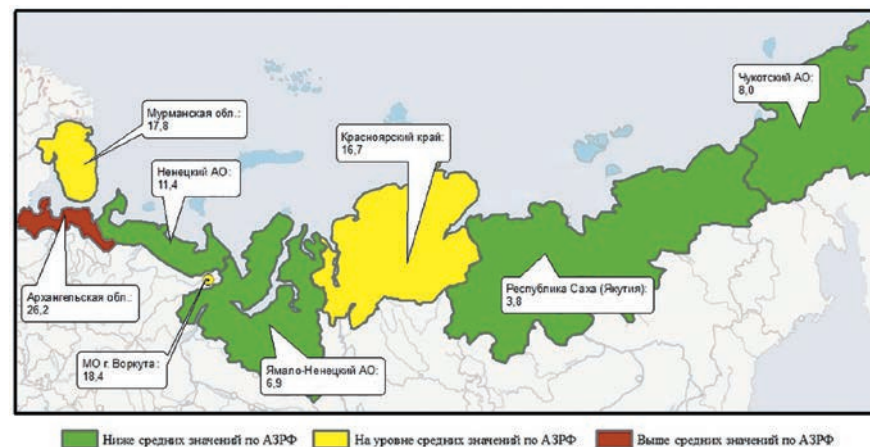 Чукотский АО:
8,0
Мурманская обл.:
17,8
Красноярский край:
16,7
Ненецкий АО:
11,4
Республика Саха (Якутия):
3,8
Архангельская обл.:
26,2
МО г. Воркута:
18,4
Ямало-Ненецкий АО:
6,9
Ниже средних значений по АЗРФ
На уровне средних значений по АЗРФ
Выше средних значений по АЗРФ